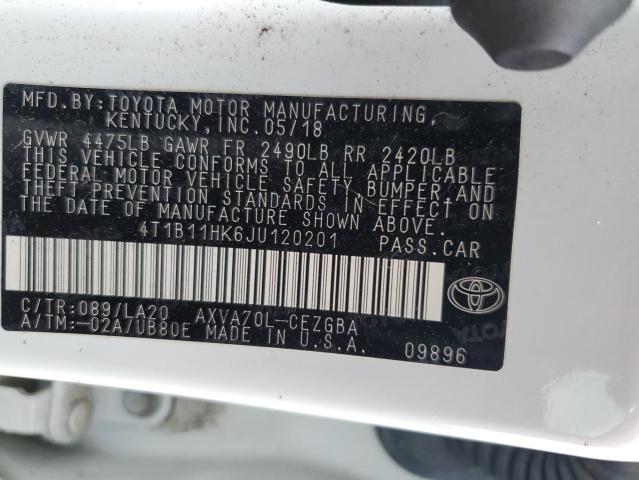 MFD. BY: TOYOTA MOTOR MANUFACTURING,
KENTUCKY, INC. 05/18
GVWR 4475LB GAWR FR 2490LB RR 2420LB
THIS VEHICLE CONFORMS TO ALL APPLICABLE
FEDERAL MOTOR VEHICLE SAFETY, BUMPER, AND
THEFT PREVENTION STANDARDS IN EFFECT ON
THE DATE OF MANUFACTURE SHOWN ABOVE.
4T1B11HK6JU120201 PASS. CAR
C/TR: 089/LA20 AXVA70L-CEZGBA
A/TM: -02A/UB80E MADE IN U.S.A.
09896
TOYOTA